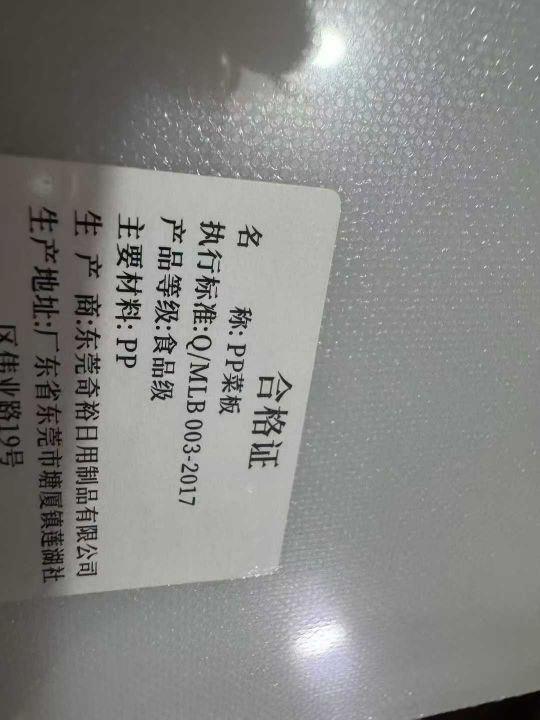 合格证
名 称:PP菜板
执行标准:Q/MLB 003-2017
产品等级:食品级
主要材料:PP
生 产 商:东莞奇裕日用制品有限公司
生产地址:广东省东莞市塘厦镇莲湖社
区伟业路19号